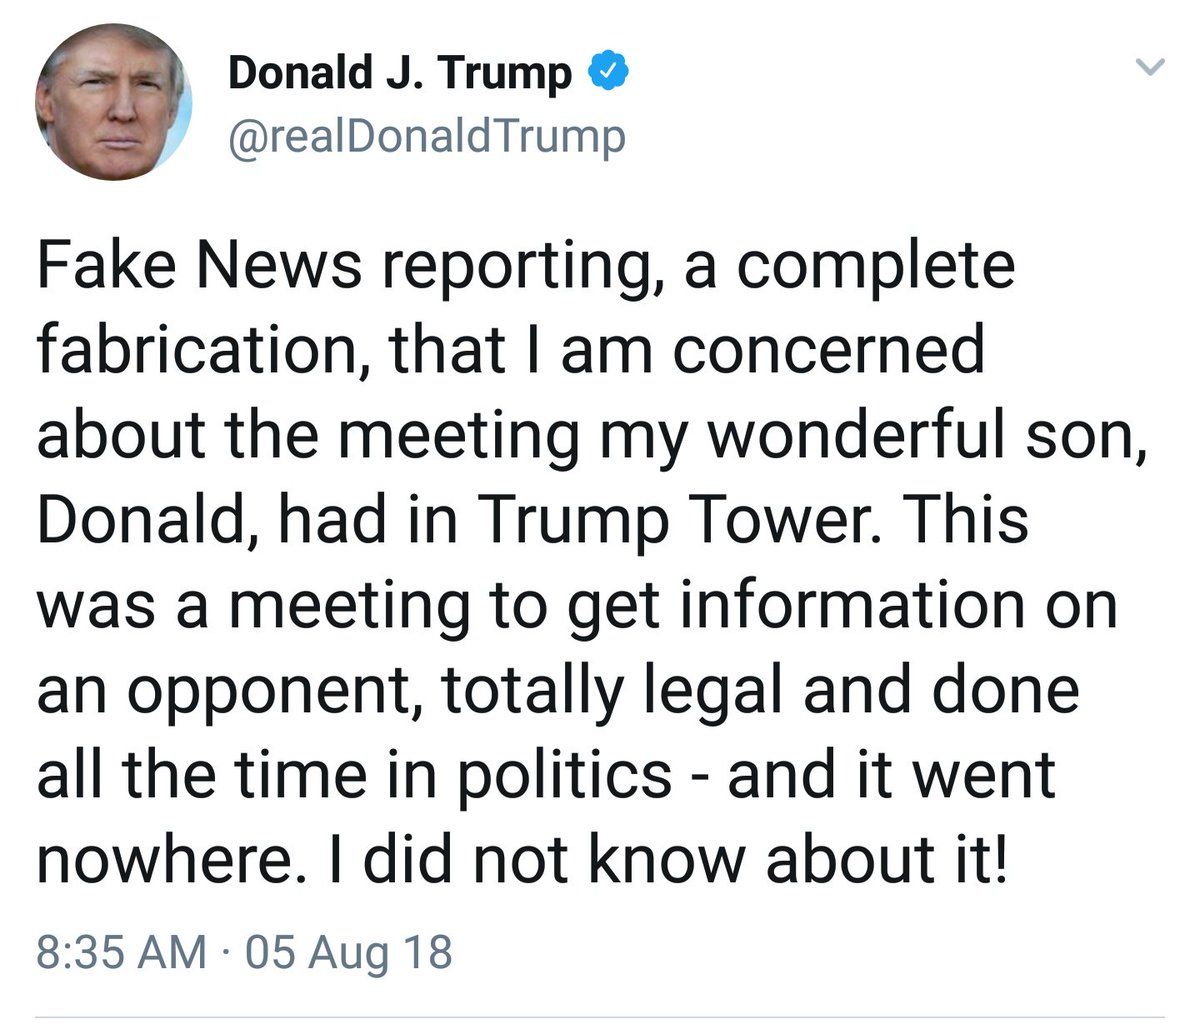 Donald J. Trump
@realDonaldTrump
Fake News reporting, a complete
fabrication, that I am concerned
about the meeting my wonderful son,
Donald, had in Trump Tower. This
was a meeting to get information on
an opponent, totally legal and done
all the time in politics - and it went
nowhere. I did not know about it!
8:35 AM · 05 Aug 18